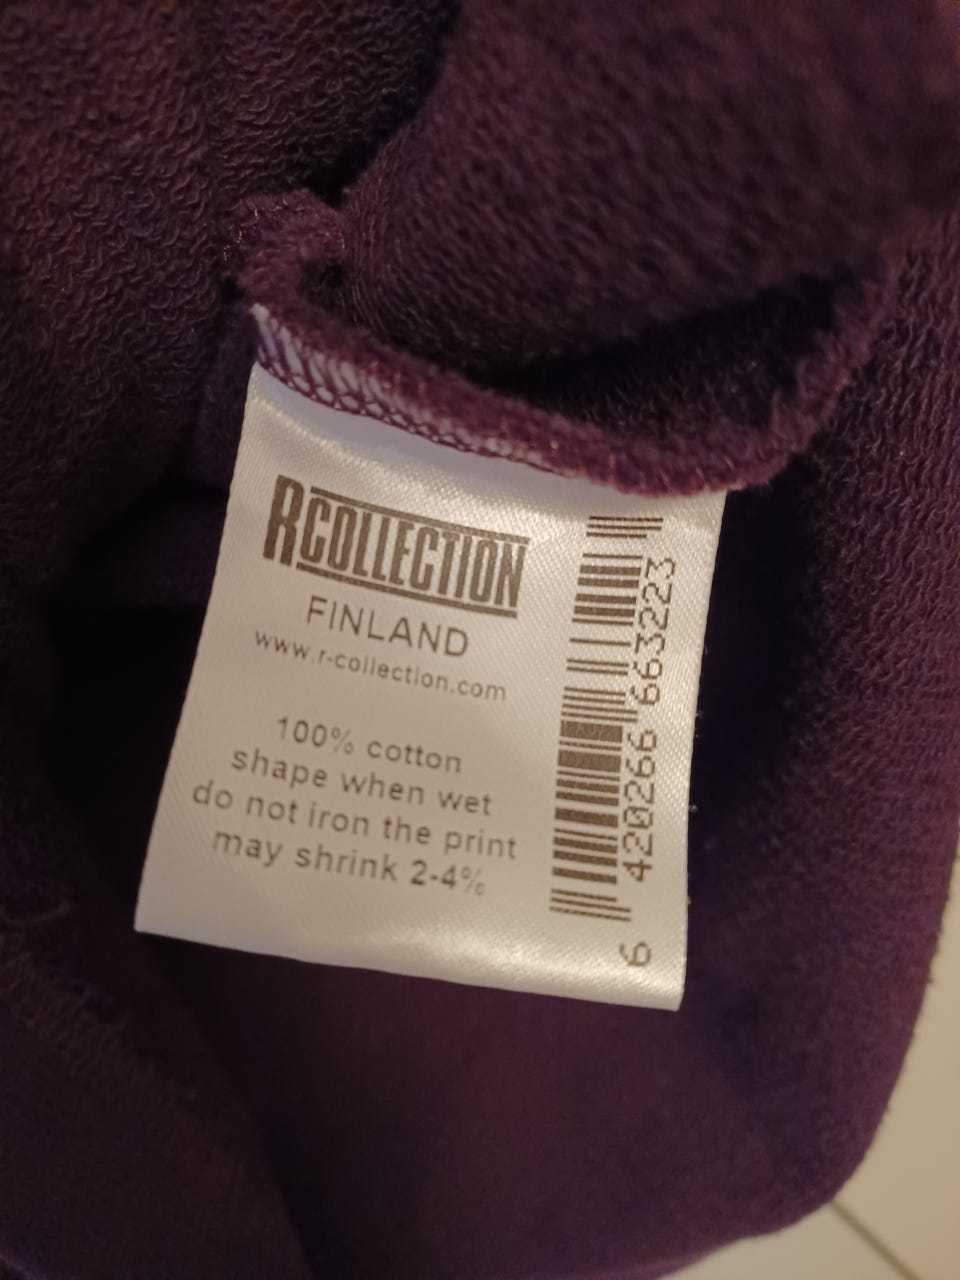 RCOLLECTION
FINLAND
www.r-collection.com
100% cotton
shape when wet
do not iron the print
may shrink 2-4%
6 420266 663223